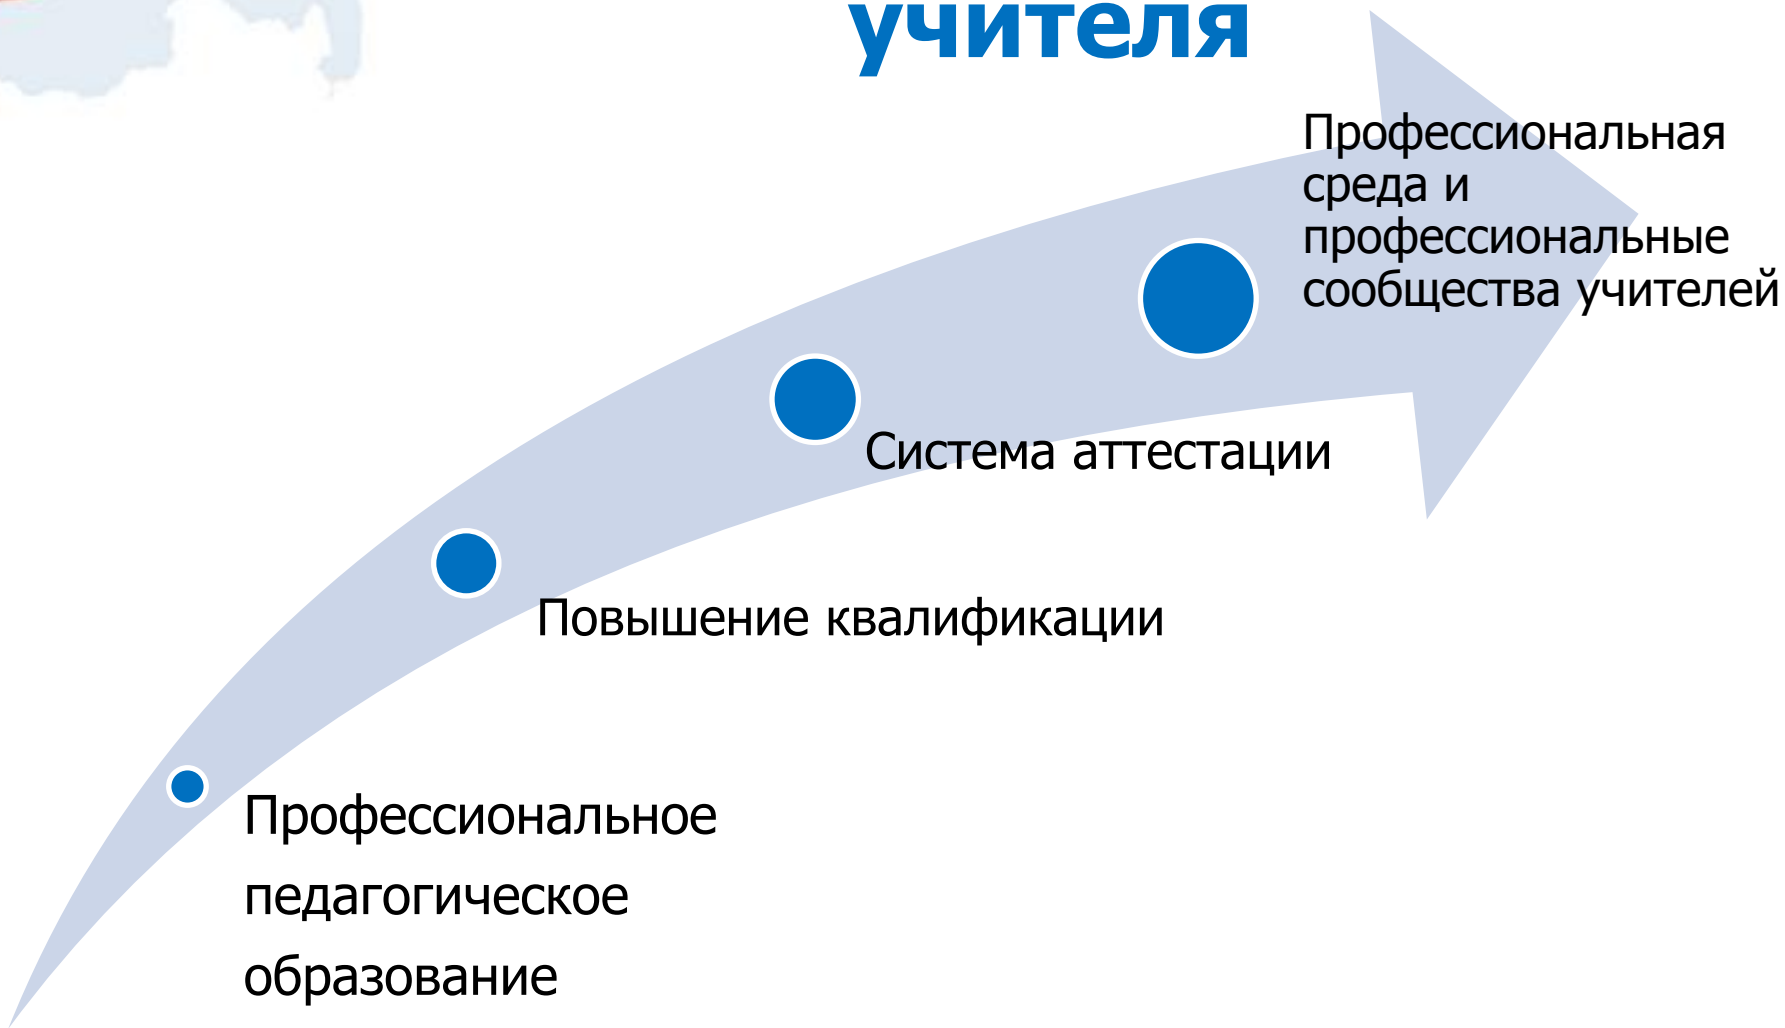 учителя
Профессиональная
среда и
профессиональные
сообщества учителей
Система аттестации
Повышение квалификации
Профессиональное
педагогическое
образование